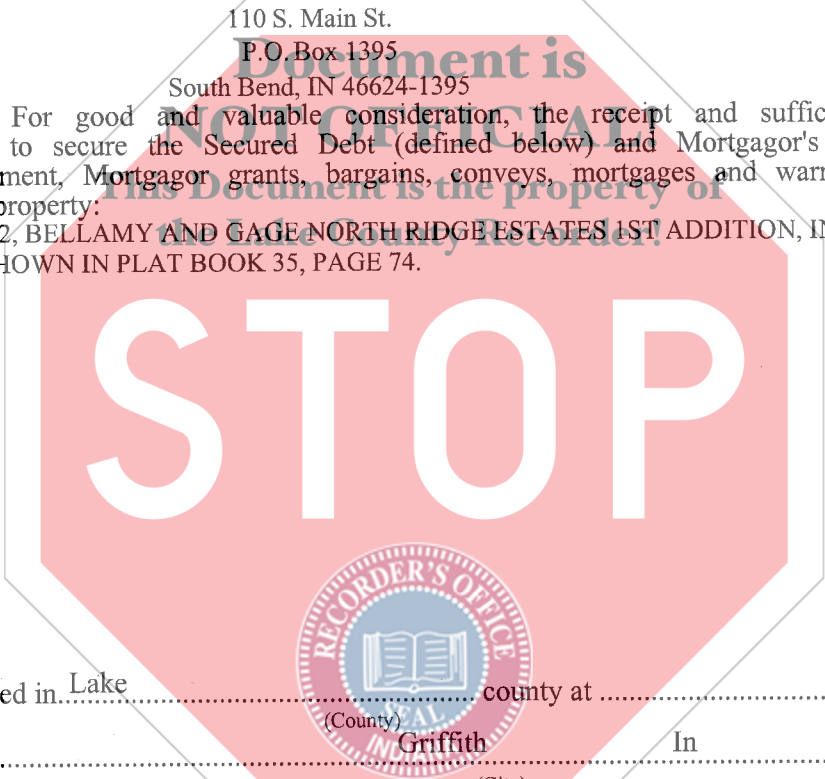 110 S. Main St.
P.O. Box 1395
South Bend, IN 46624-1395
Document is
NOT OFFICIAL!
This Document is the property of
the Lake County Recorder!
For good and valuable consideration, the receipt and suffic
to secure the Secured Debt (defined below) and Mortgagor's
ment, Mortgagor grants, bargains, conveys, mortgages and warr
property:
2, BELLAMY AND GAGE NORTH RIDGE ESTATES 1ST ADDITION, IN
HOWN IN PLAT BOOK 35, PAGE 74.
STOP
RECORDER'S OFFICE
SEAL
INDIANA
ed in Lake county at
(County)
Griffith In
(City)